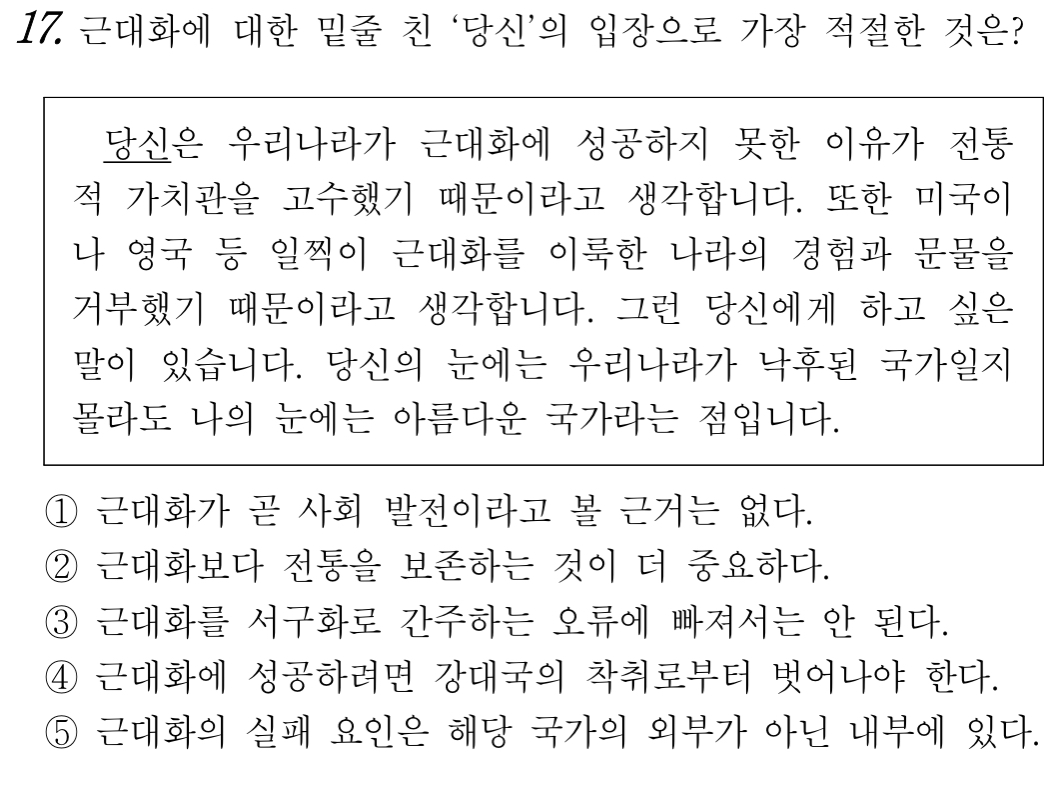 17. 근대화에 대한 밑줄 친 ‘당신’의 입장으로 가장 적절한 것은?
당신은 우리나라가 근대화에 성공하지 못한 이유가 전통
적 가치관을 고수했기 때문이라고 생각합니다. 또한 미국이
나 영국 등 일찍이 근대화를 이룩한 나라의 경험과 문물을
거부했기 때문이라고 생각합니다. 그런 당신에게 하고 싶은
말이 있습니다. 당신의 눈에는 우리나라가 낙후된 국가일지
몰라도 나의 눈에는 아름다운 국가라는 점입니다.
① 근대화가 곧 사회 발전이라고 볼 근거는 없다.
② 근대화보다 전통을 보존하는 것이 더 중요하다.
③ 근대화를 서구화로 간주하는 오류에 빠져서는 안 된다.
④ 근대화에 성공하려면 강대국의 착취로부터 벗어나야 한다.
⑤ 근대화의 실패 요인은 해당 국가의 외부가 아닌 내부에 있다.